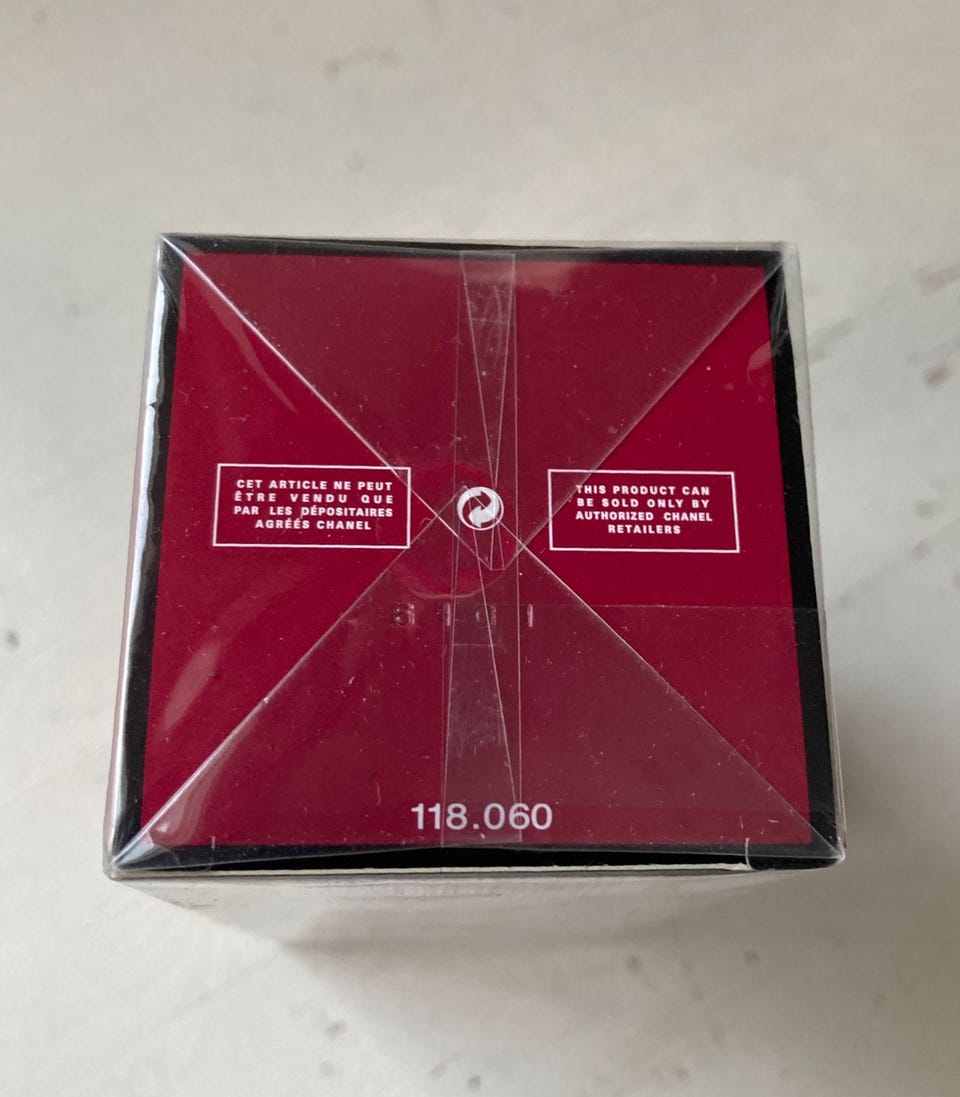 CET ARTICLE NE PEUT
ÊTRE VENDU QUE
PAR LES DÉPOSITAIRES
AGRÉÉS CHANEL
THIS PRODUCT CAN
BE SOLD ONLY BY
AUTHORIZED CHANEL
RETAILERS
118.060